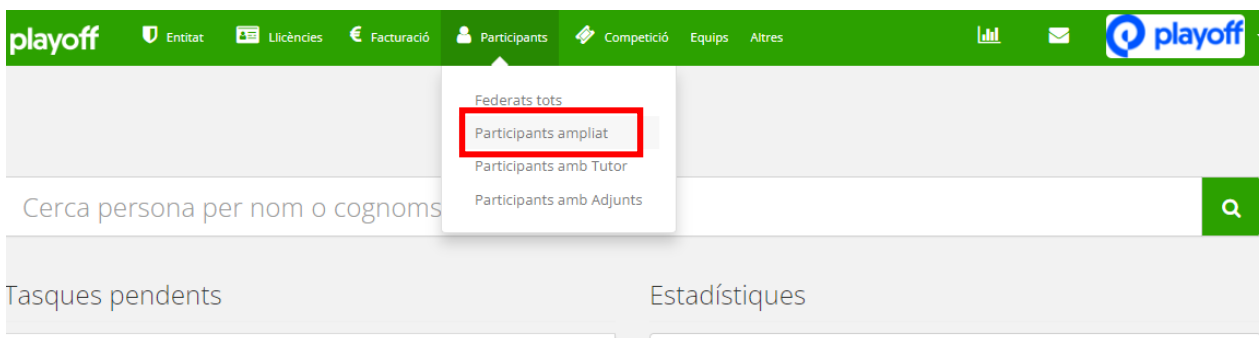 playoff Entitat Llicències Facturació Participants Competició Equips Altres playoff
Federats tots
Participants ampliat
Participants amb Tutor
Participants amb Adjunts
Cerca persona per nom o cognoms
Tasques pendents
Estadístiques